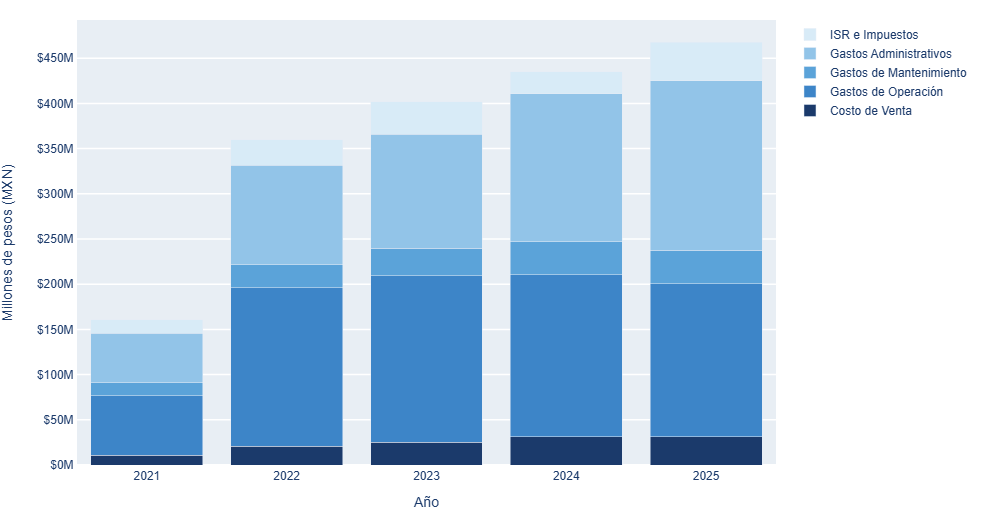 $450M
$400M
$350M
$300M
$250M
$200M
$150M
$100M
$50M
$0M
Millones de pesos (MXN)
2021 2022 2023 2024 2025
Año
ISR e Impuestos
Gastos Administrativos
Gastos de Mantenimiento
Gastos de Operación
Costo de Venta